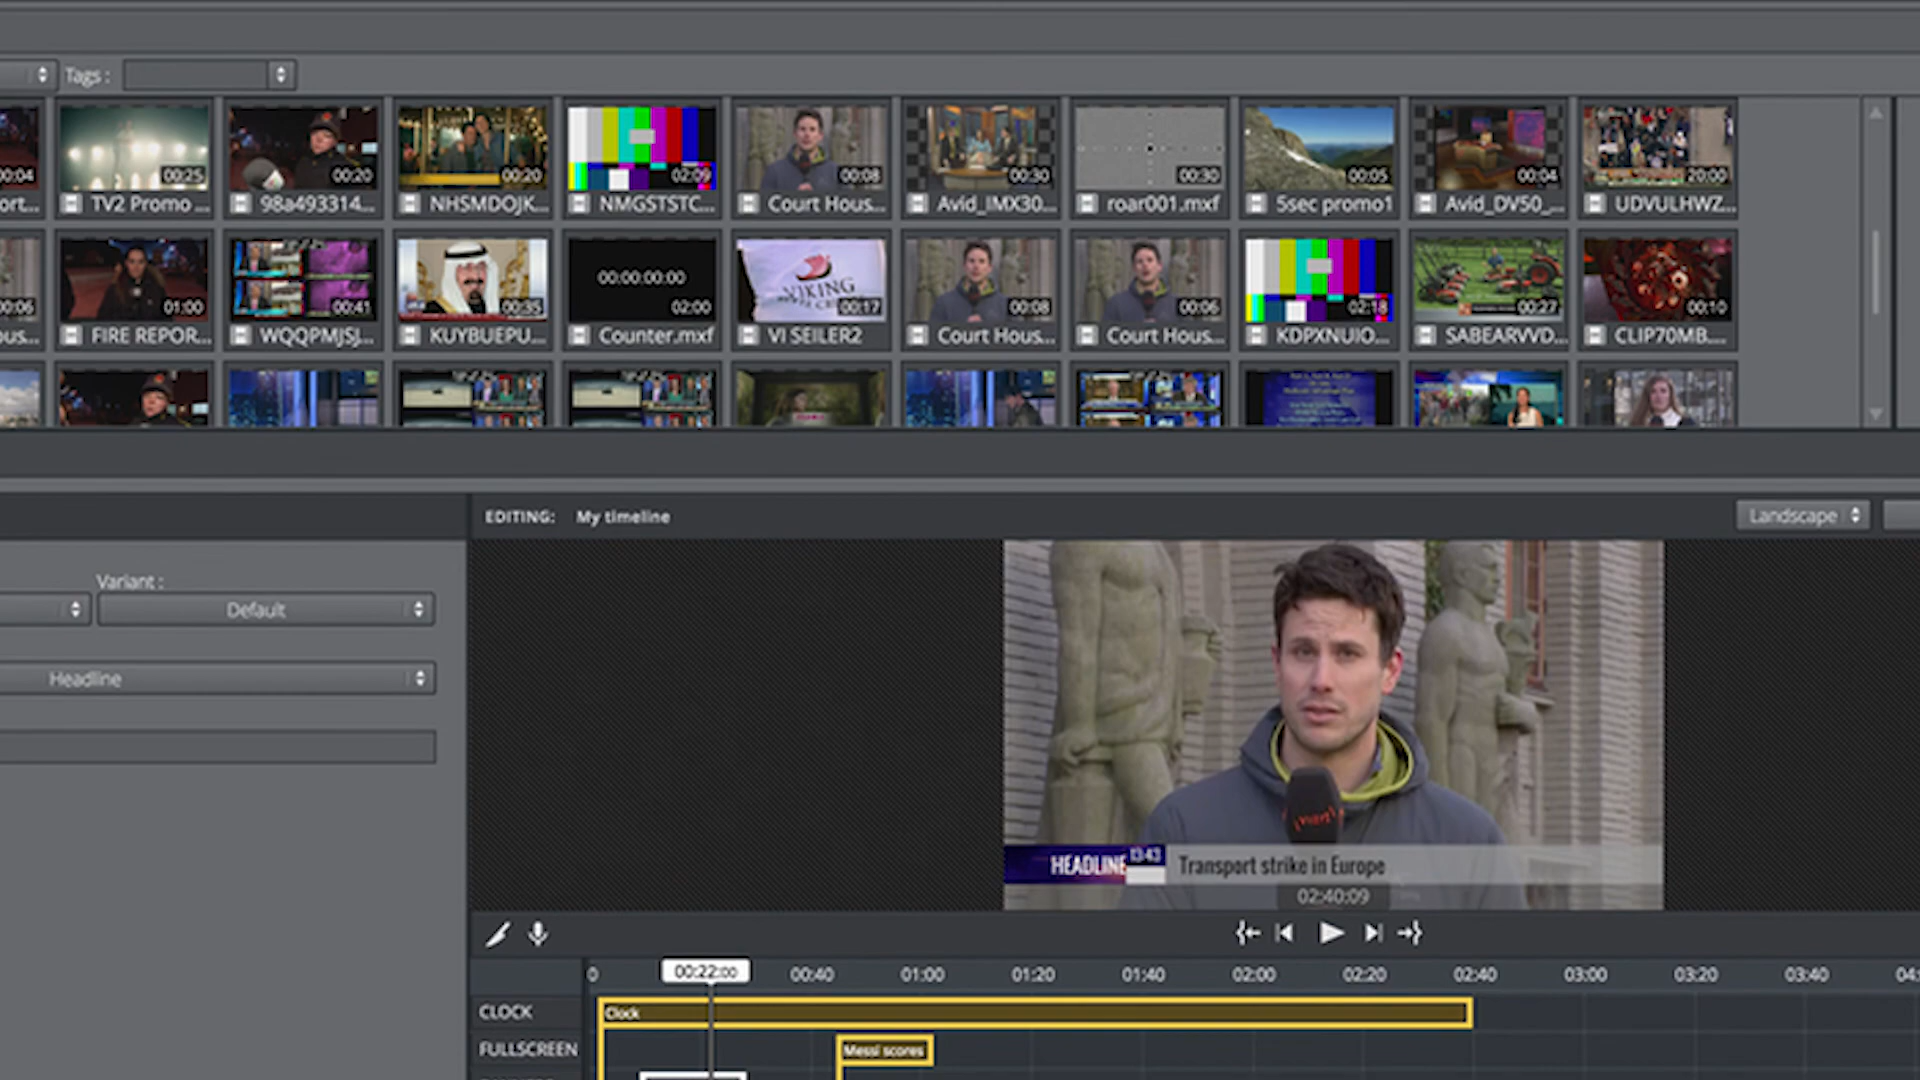 Tags :
00:04 00:25 00:20 00:20 02:09 00:08 00:30 00:30 00:05 00:04 20:00
ort... TV2 Promo ... 98a493314... NHSMDOJK... NMGSTSTC... Court Hous... Avid_IMX30... roar001.mxf 5sec promo1 Avid_DV50_... UDVULHWZ...
00:00:00:00
VIKING
00:06 01:00 00:41 00:35 02:00 00:17 00:08 00:06 02:18 00:27 00:10
ous... FIRE REPOR... WQQPMJSJ... KUYBUEPU... Counter.mxf VI SEILER2 Court Hous... Court Hous... KDPXNUIO... SABEARVVD... CLIP70MB....
EDITING: My timeline Landscape
Variant :
Default
Headline
HEADLINE 13:43 Transport strike in Europe
02:40:09
0 00:22:00 00:40 01:00 01:20 01:40 02:00 02:20 02:40 03:00 03:20 03:40 04:
CLOCK Clock
FULLSCREEN Messi scores